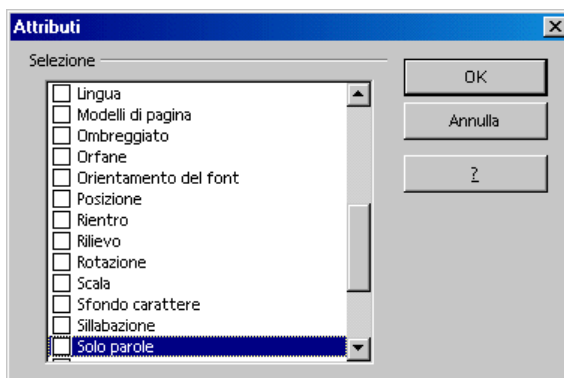 Attributi
Selezione
Lingua
Modelli di pagina
Ombreggiato
Orfane
Orientamento del font
Posizione
Rientro
Rilievo
Rotazione
Scala
Sfondo carattere
Sillabazione
Solo parole
OK
Annulla
?